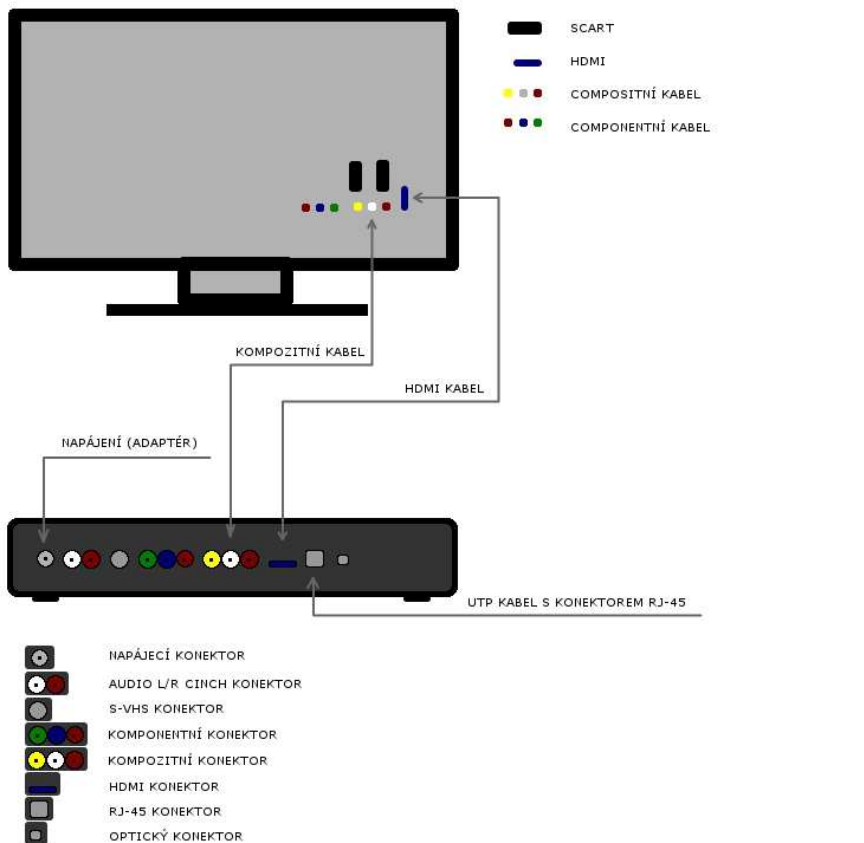 SCART
HDMI
COMPOSITNÍ KABEL
COMPONENTNÍ KABEL
KOMPOZITNÍ KABEL
HDMI KABEL
NAPÁJENÍ (ADAPTÉR)
UTP KABEL S KONEKTOREM RJ-45
NAPÁJECÍ KONEKTOR
AUDIO L/R CINCH KONEKTOR
S-VHS KONEKTOR
KOMPONENTNÍ KONEKTOR
KOMPOZITNÍ KONEKTOR
HDMI KONEKTOR
RJ-45 KONEKTOR
OPTICKÝ KONEKTOR